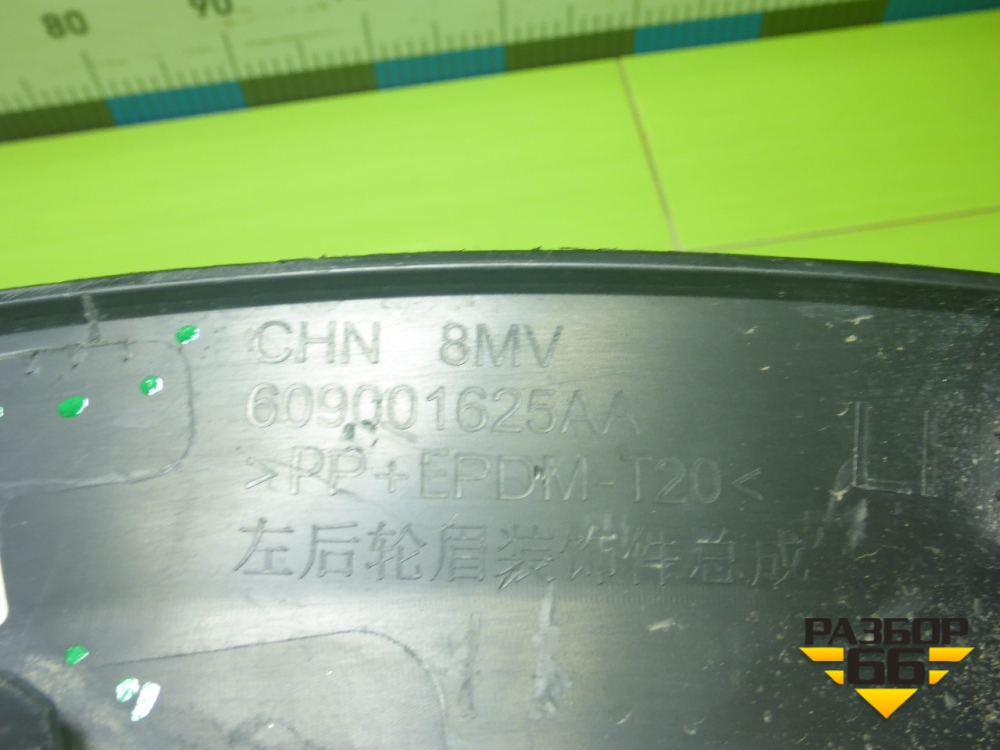 80 90
CHN 8MV
609001625AA
>PP+EPDM-T20<
LH
左后轮眉装饰件总成
РАЗБОР
66